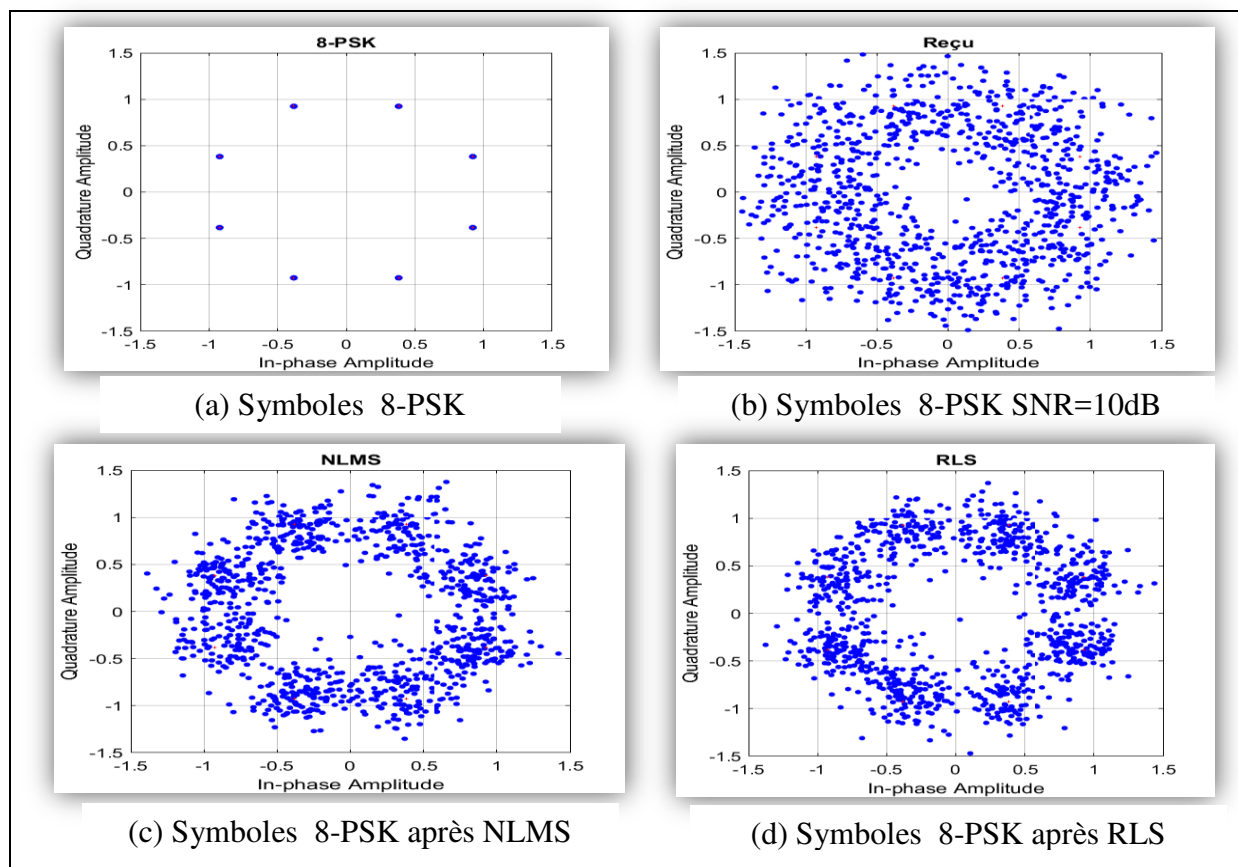 8-PSK
1.5
1
0.5
0
-0.5
-1
-1.5
Quadrature Amplitude
-1.5 -1 -0.5 0 0.5 1 1.5
In-phase Amplitude
(a) Symboles 8-PSK
Reçu
1.5
1
0.5
0
-0.5
-1
-1.5
Quadrature Amplitude
-1.5 -1 -0.5 0 0.5 1 1.5
In-phase Amplitude
(b) Symboles 8-PSK SNR=10dB
NLMS
1.5
1
0.5
0
-0.5
-1
-1.5
Quadrature Amplitude
-1.5 -1 -0.5 0 0.5 1 1.5
In-phase Amplitude
(c) Symboles 8-PSK après NLMS
RLS
1.5
1
0.5
0
-0.5
-1
-1.5
Quadrature Amplitude
-1.5 -1 -0.5 0 0.5 1 1.5
In-phase Amplitude
(d) Symboles 8-PSK après RLS